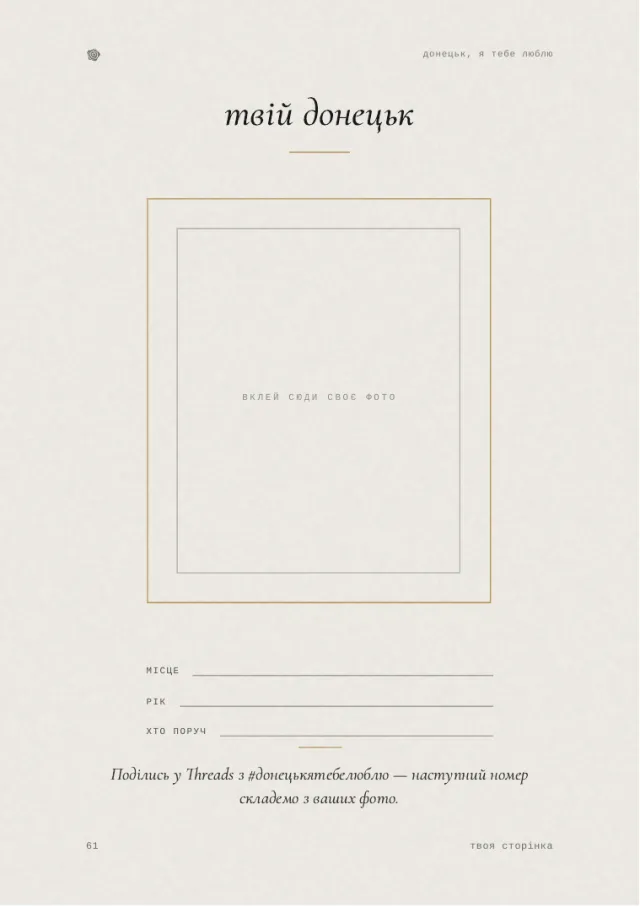 донецьк, я тебе люблю
твій донецьк
ВКЛЕЙ СЮДИ СВОЄ ФОТО
МІСЦЕ
РІК
ХТО ПОРУЧ
Поділись у Threads з #донецькятебелюблю — наступний номер
складемо з ваших фото.
61
твоя сторінка